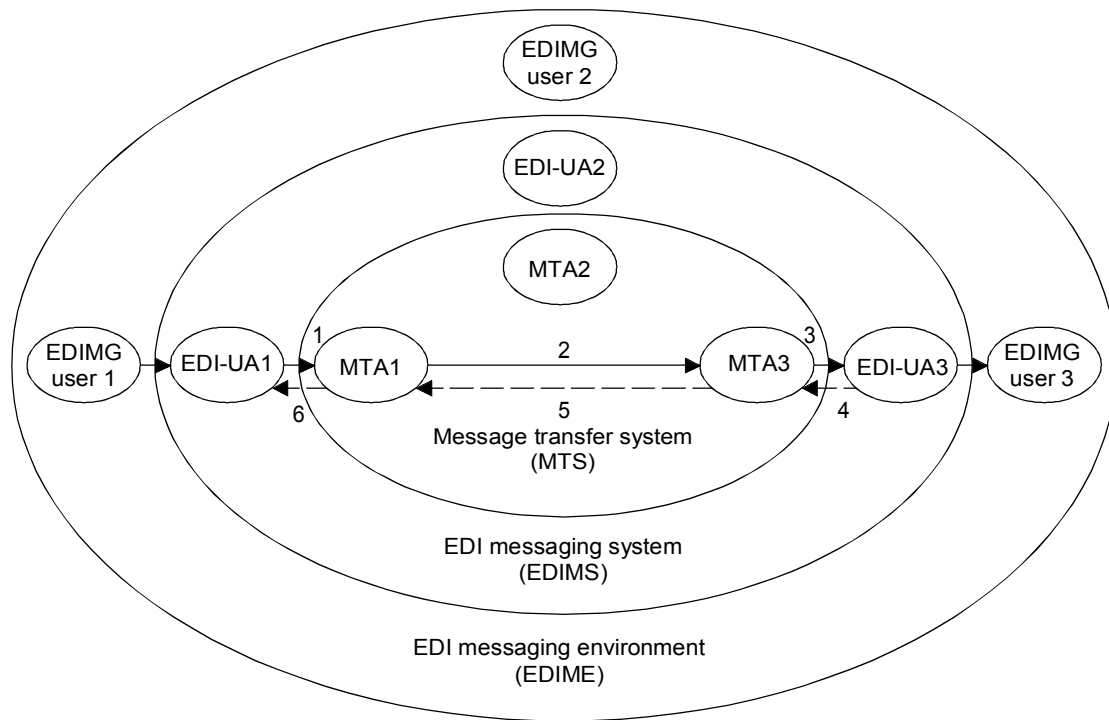 EDIMG
user 2
EDI-UA2
MTA2
EDIMG
user 1
EDI-UA1
1
MTA1
2
MTA3
3
EDI-UA3
EDIMG
user 3
6
5
4
Message transfer system
(MTS)
EDI messaging system
(EDIMS)
EDI messaging environment
(EDIME)